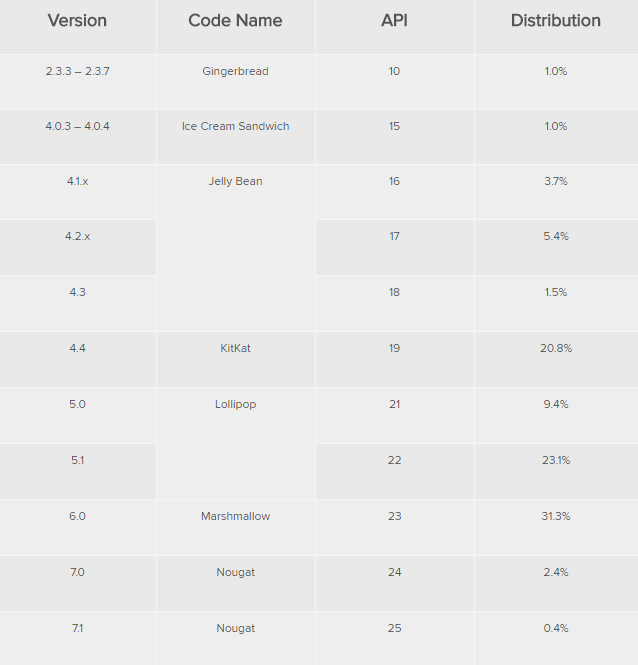 Version Code Name API Distribution
2.3.3 – 2.3.7 Gingerbread 10 1.0%
4.0.3 – 4.0.4 Ice Cream Sandwich 15 1.0%
4.1.x Jelly Bean 16 3.7%
4.2.x 17 5.4%
4.3 18 1.5%
4.4 KitKat 19 20.8%
5.0 Lollipop 21 9.4%
5.1 22 23.1%
6.0 Marshmallow 23 31.3%
7.0 Nougat 24 2.4%
7.1 Nougat 25 0.4%